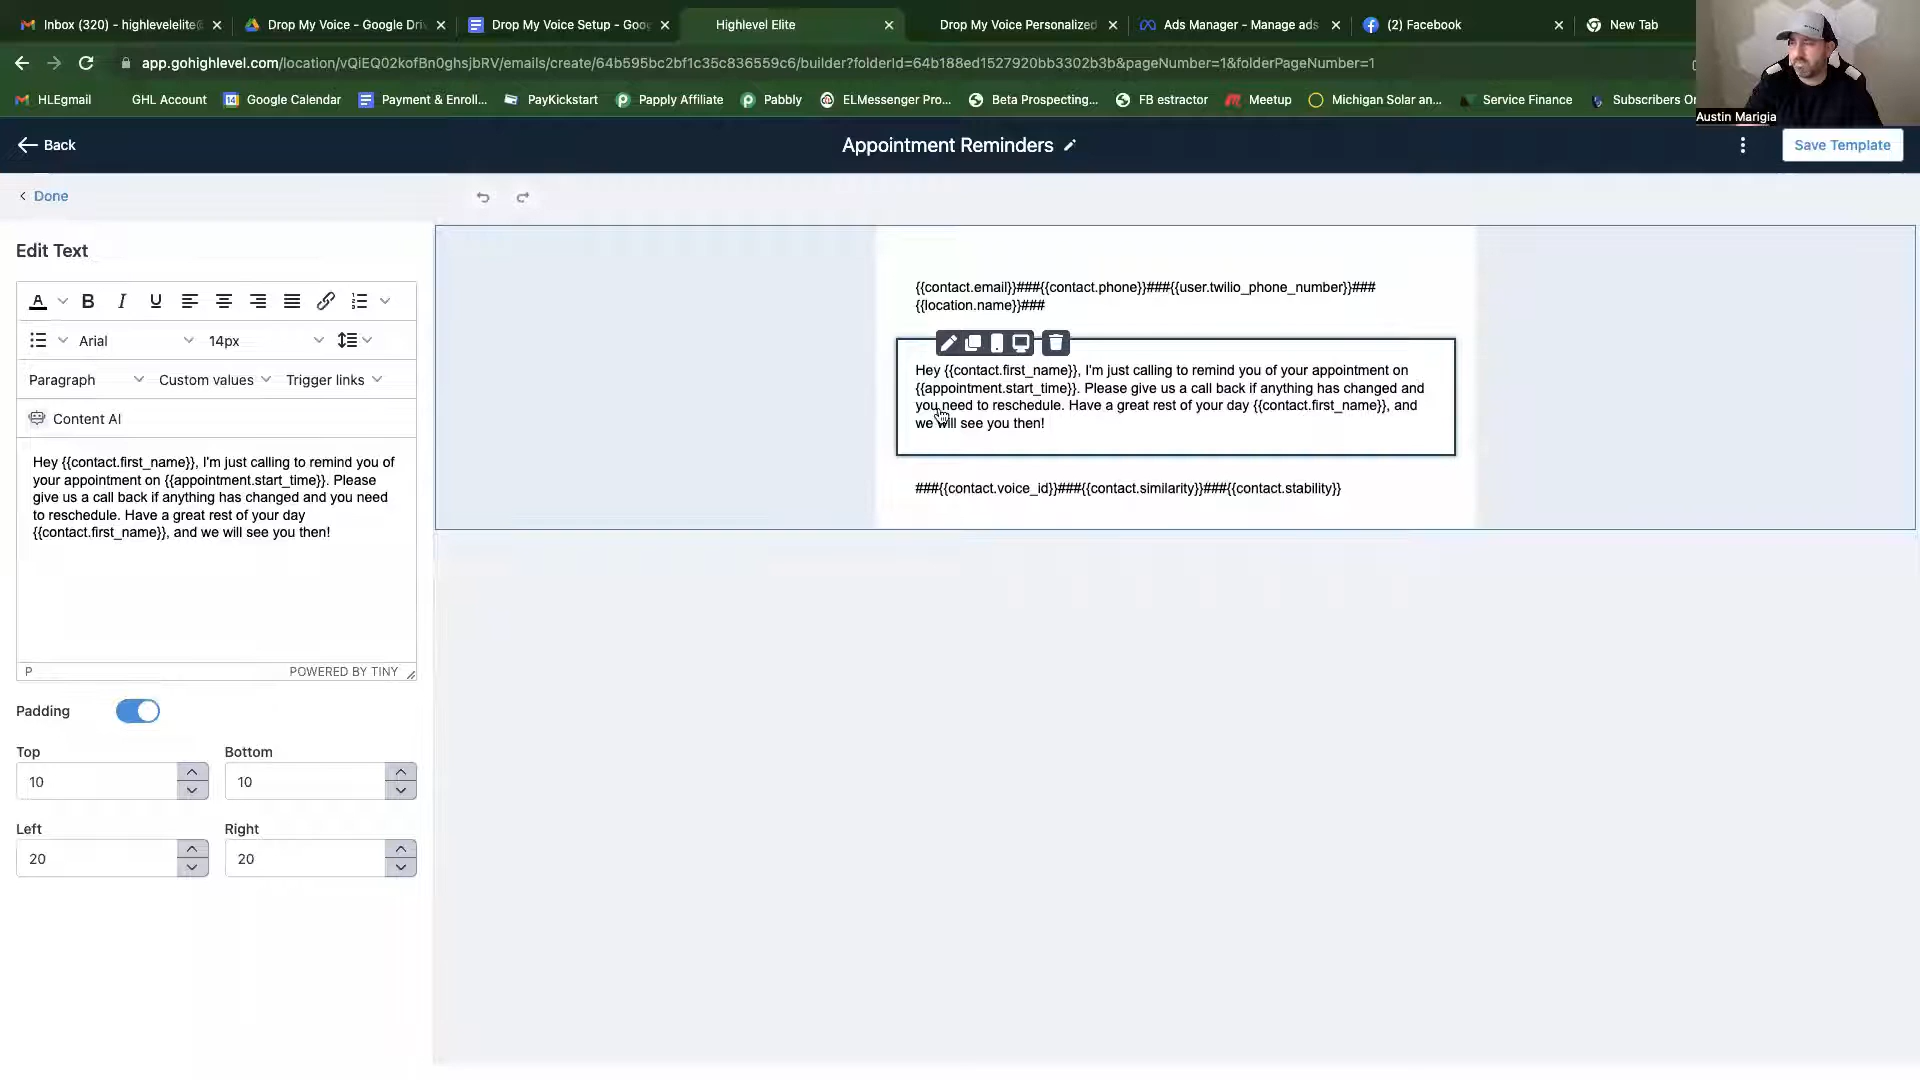 Inbox (320) - highlevelelite@
Drop My Voice - Google Dri
Drop My Voice Setup - Goo
Highlevel Elite
Drop My Voice Personalized
Ads Manager - Manage ads
(2) Facebook
New Tab
app.gohighlevel.com/location/vQiEQ02kofBn0ghsjbRV/emails/create/64b595bc2bf1c35c836559c6/builder?folderId=64b188ed1527920bb3302b3b&pageNumber=1&folderPageNumber=1
HLEgmail
GHL Account
Google Calendar
Payment & Enroll...
PayKickstart
Papply Affiliate
Pabbly
ELMessenger Pro...
Beta Prospecting...
FB estractor
Meetup
Michigan Solar an...
Service Finance
Subscribers Or
Austin Marigia
Back
Appointment Reminders
Save Template
Done
Edit Text
Arial
14px
Paragraph
Custom values
Trigger links
Content AI
Hey {{contact.first_name}}, I'm just calling to remind you of
your appointment on {{appointment.start_time}}. Please
give us a call back if anything has changed and you need
to reschedule. Have a great rest of your day
{{contact.first_name}}, and we will see you then!
P
POWERED BY TINY
Padding
Top
Bottom
10
10
Left
Right
20
20
{{contact.email}}###{{contact.phone}}###{{user.twilio_phone_number}}###
{{location.name}}###
Hey {{contact.first_name}}, I'm just calling to remind you of your appointment on
{{appointment.start_time}}. Please give us a call back if anything has changed and
you need to reschedule. Have a great rest of your day {{contact.first_name}}, and
we will see you then!
###{{contact.voice_id}}###{{contact.similarity}}###{{contact.stability}}